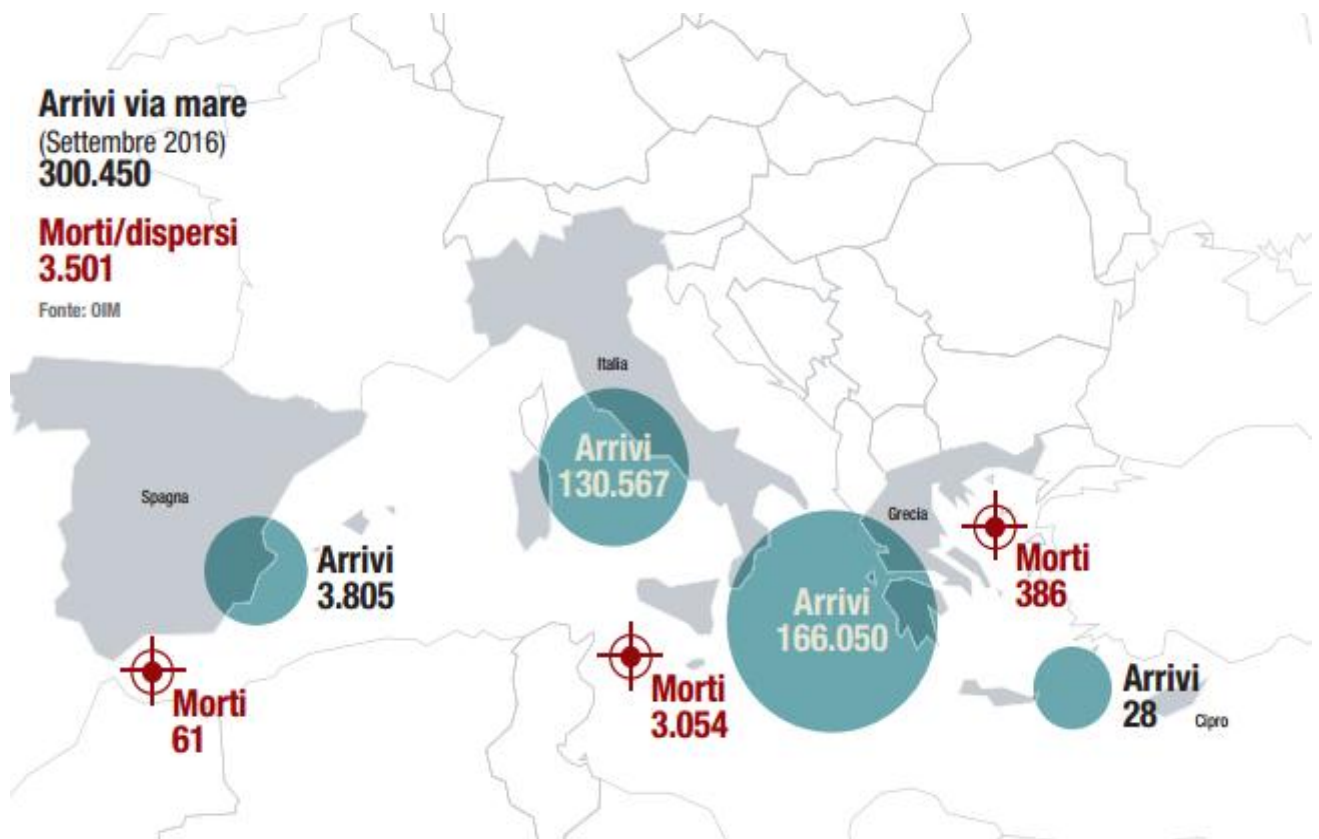 Arrivi via mare
(Settembre 2016)
300.450
Morti/dispersi
3.501
Fonte: OIM
Italia
Arrivi
130.567
Spagna
Grecia
Arrivi
3.805
Morti
386
Arrivi
166.050
Morti
61
Morti
3.054
Arrivi
28
Cipro